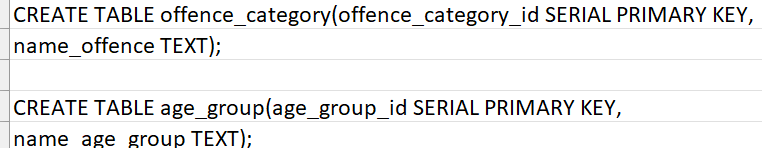 CREATE TABLE offence_category(offence_category_id SERIAL PRIMARY KEY,
name_offence TEXT);
CREATE TABLE age_group(age_group_id SERIAL PRIMARY KEY,
name_age_group TEXT);